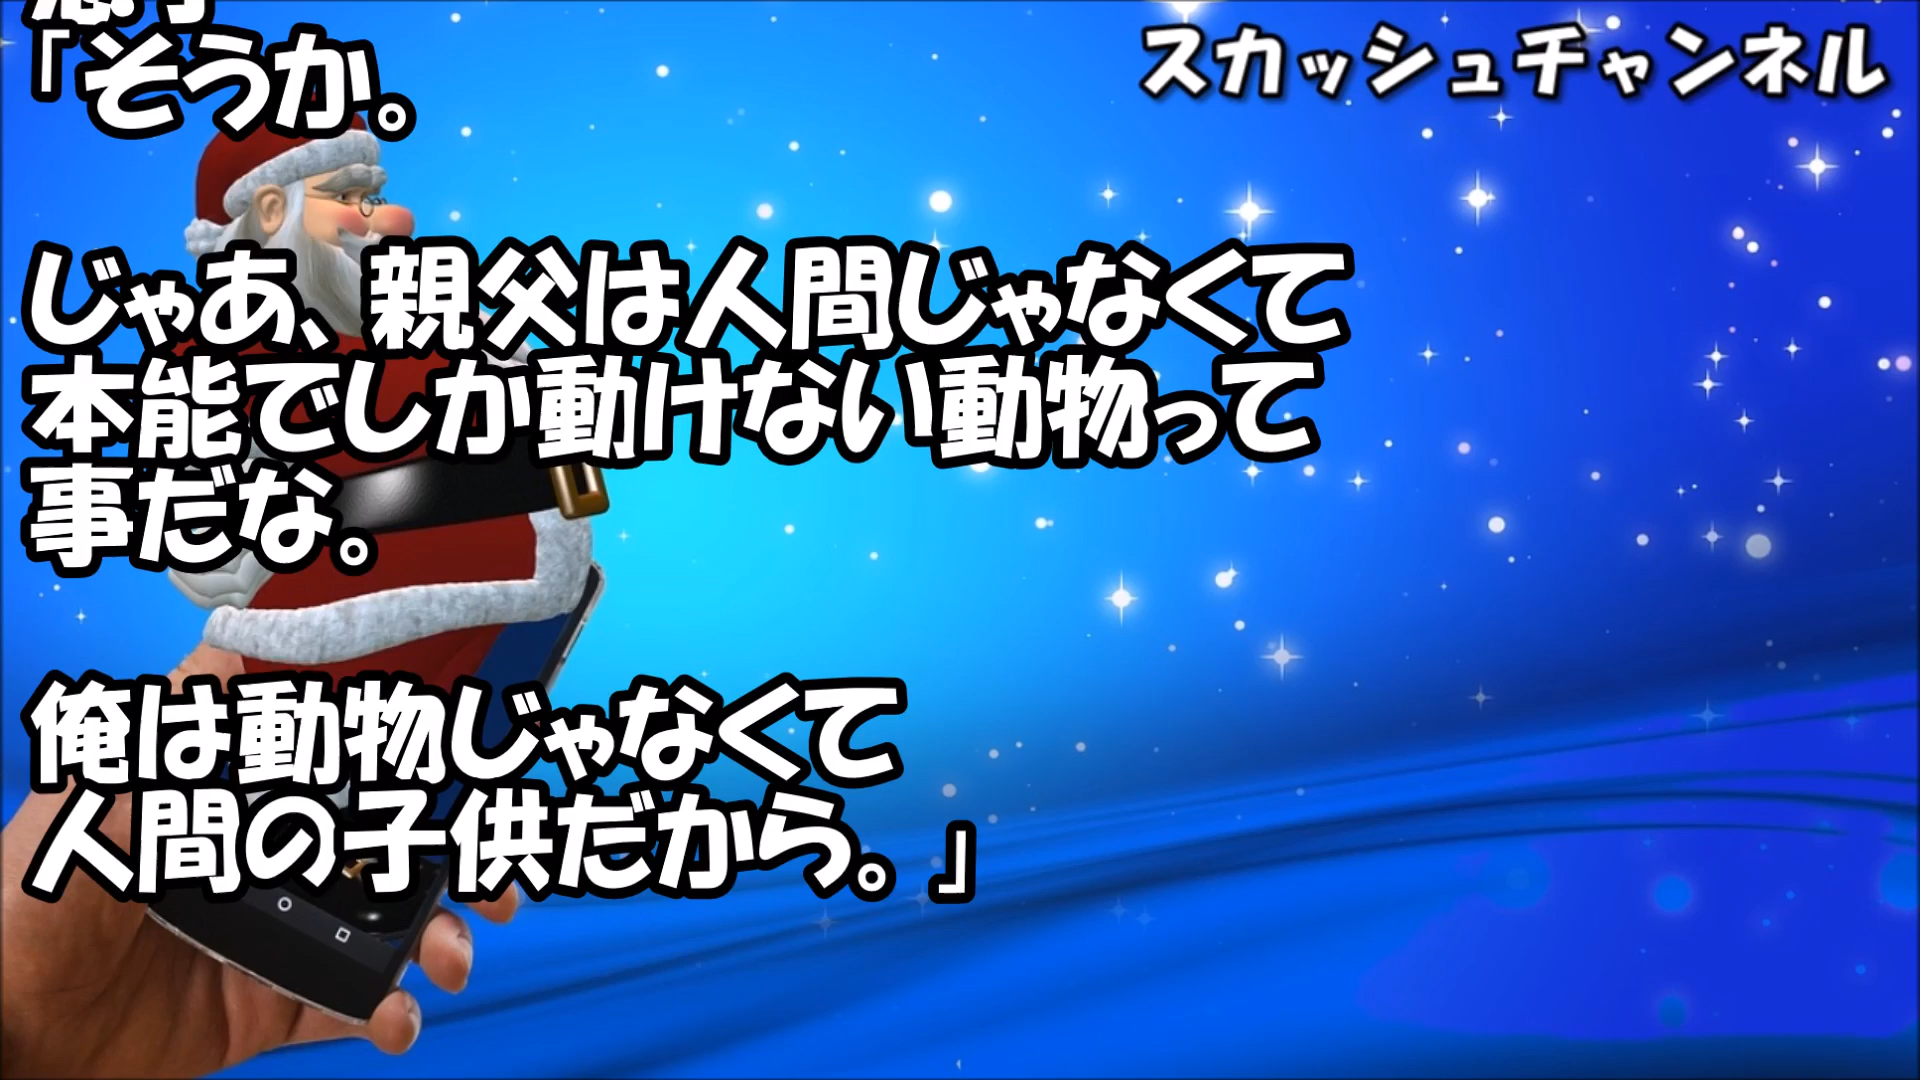 スカッシュチャンネル
「そうか。
じゃあ、親父は人間じゃなくて
本能でしか動けない動物って
事だな。
俺は動物じゃなくて
人間の子供だから。」